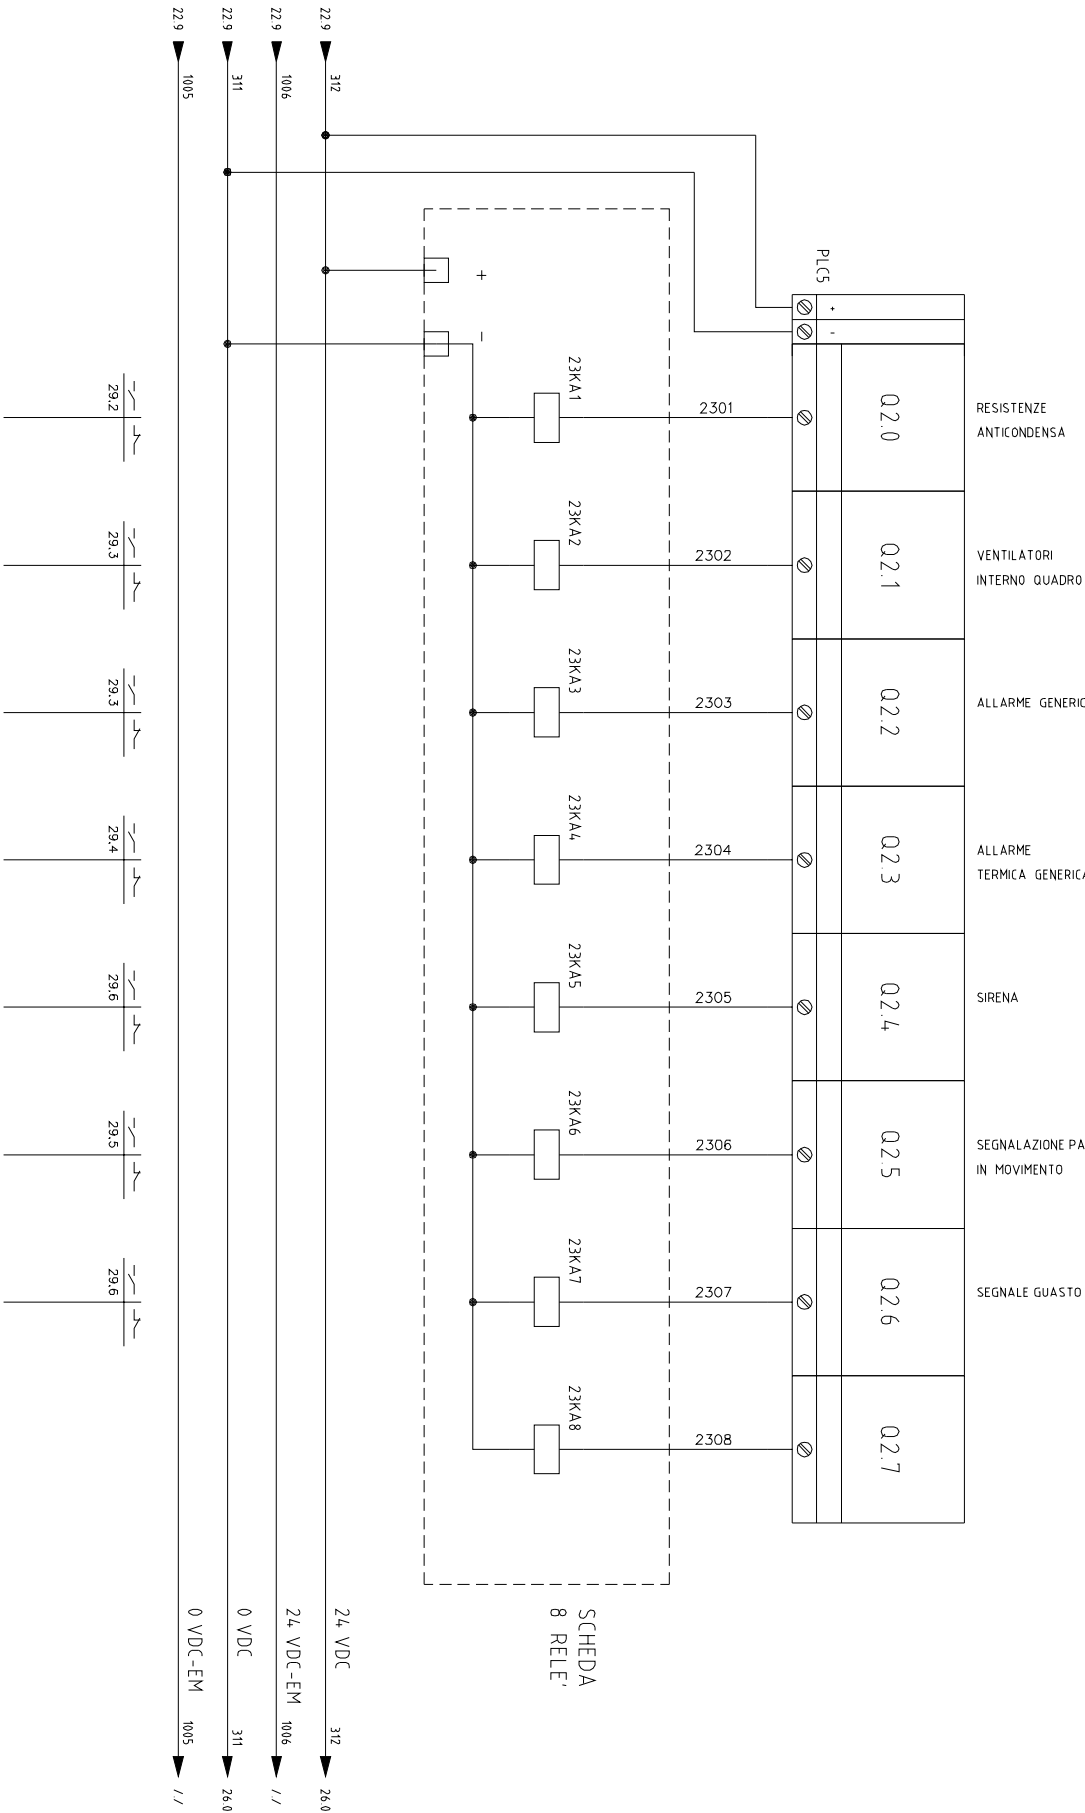 22.9
22.9
22.9
22.9
1005
311
1006
312
PLC5
+
-
+
-
23KA1
2301
Q2.0
RESISTENZE
ANTICONDENSA
29.2
23KA2
2302
Q2.1
VENTILATORI
INTERNO QUADRO
29.3
23KA3
2303
Q2.2
ALLARME GENERIC
29.3
23KA4
2304
Q2.3
ALLARME
TERMICA GENERICA
29.4
23KA5
2305
Q2.4
SIRENA
29.6
23KA6
2306
Q2.5
SEGNALAZIONE PA
IN MOVIMENTO
29.5
23KA7
2307
Q2.6
SEGNALE GUASTO
29.6
23KA8
2308
Q2.7
SCHEDA
8 RELE'
24 VDC
24 VDC-EM
0 VDC
0 VDC-EM
312
1006
311
1005
26.0
/./
26.0
/./